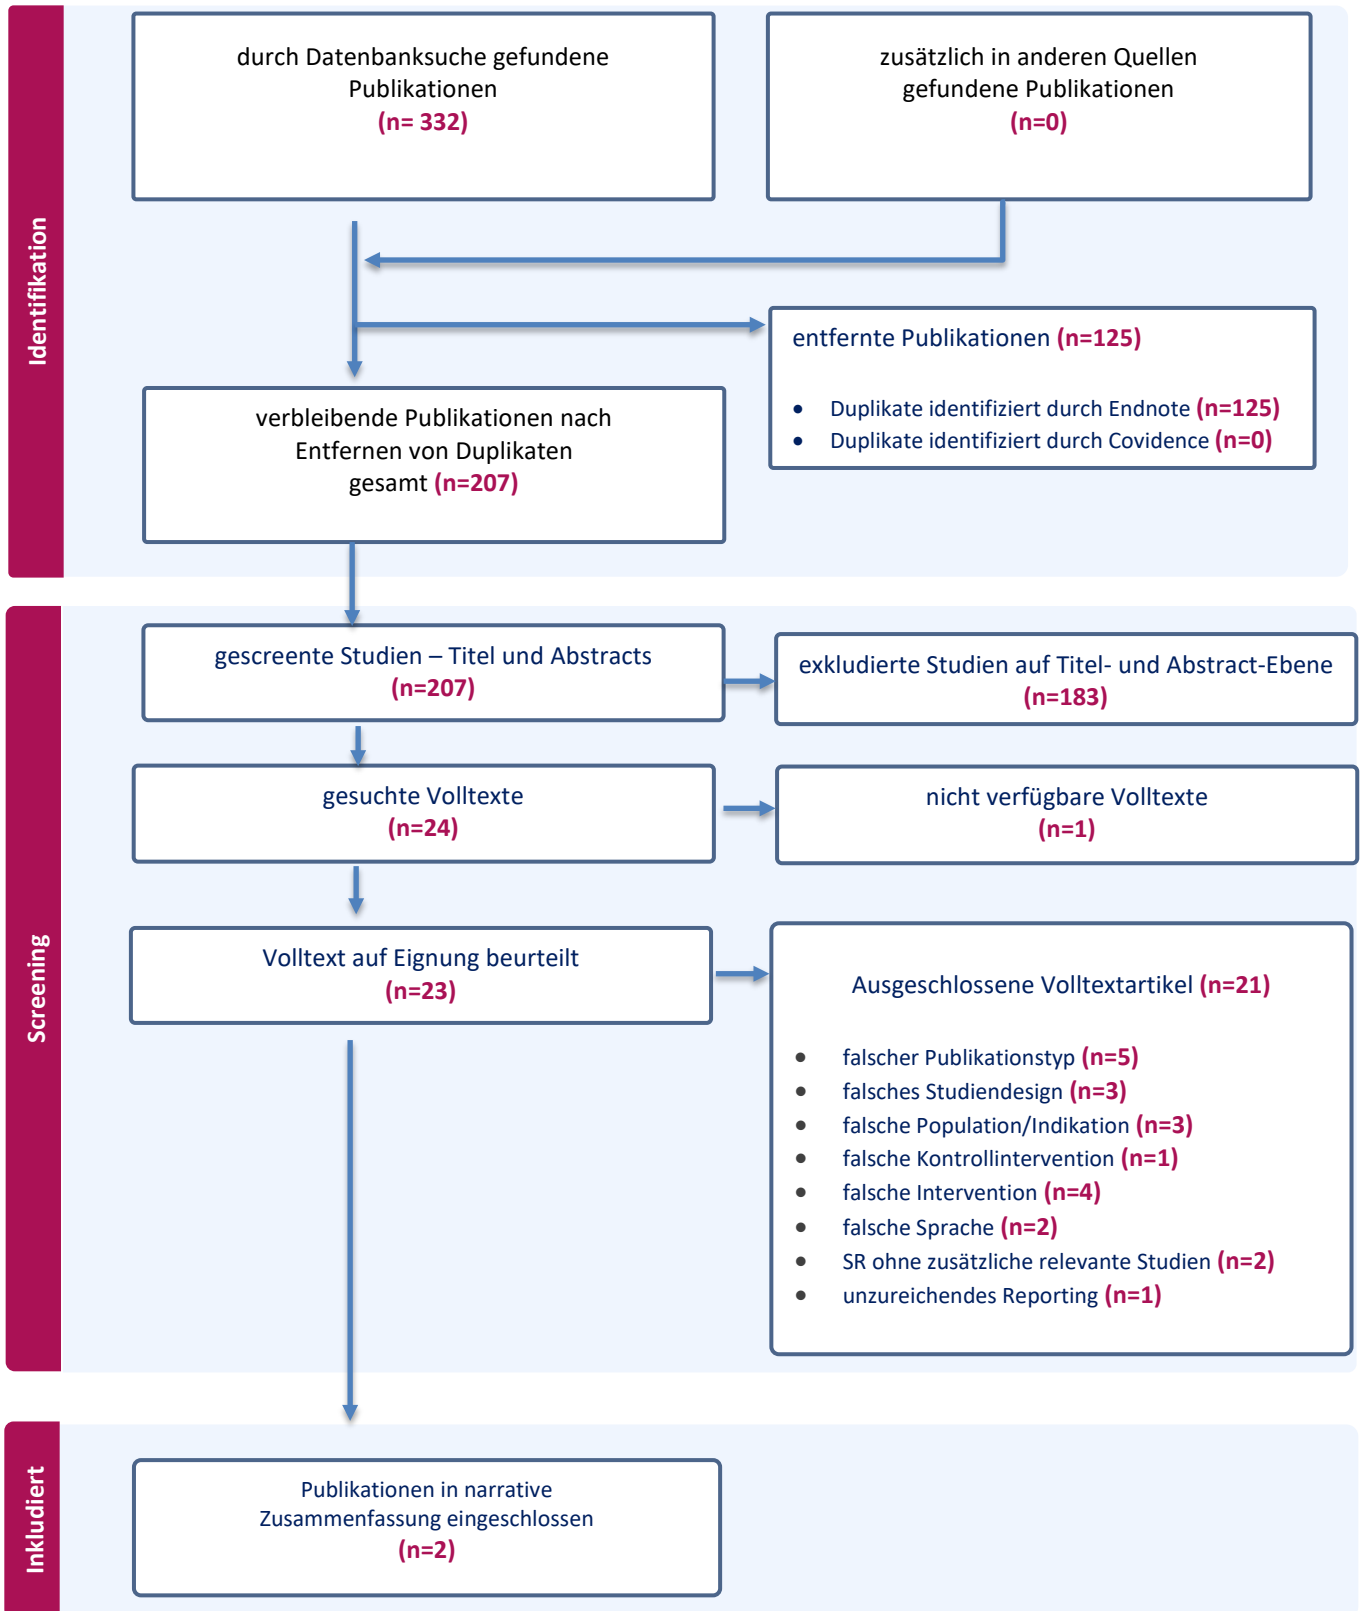 Identifikation
durch Datenbanksuche gefundene
Publikationen
(n= 332)
zusätzlich in anderen Quellen
gefundene Publikationen
(n=0)
entfernte Publikationen (n=125)
• Duplikate identifiziert durch Endnote (n=125)
• Duplikate identifiziert durch Covidence (n=0)
verbleibende Publikationen nach
Entfernen von Duplikaten
gesamt (n=207)
Screening
gescreente Studien – Titel und Abstracts
(n=207)
exkludierte Studien auf Titel- und Abstract-Ebene
(n=183)
gesuchte Volltexte
(n=24)
nicht verfügbare Volltexte
(n=1)
Volltext auf Eignung beurteilt
(n=23)
Ausgeschlossene Volltextartikel (n=21)
• falscher Publikationstyp (n=5)
• falsches Studiendesign (n=3)
• falsche Population/Indikation (n=3)
• falsche Kontrollintervention (n=1)
• falsche Intervention (n=4)
• falsche Sprache (n=2)
• SR ohne zusätzliche relevante Studien (n=2)
• unzureichendes Reporting (n=1)
Inkludiert
Publikationen in narrative
Zusammenfassung eingeschlossen
(n=2)